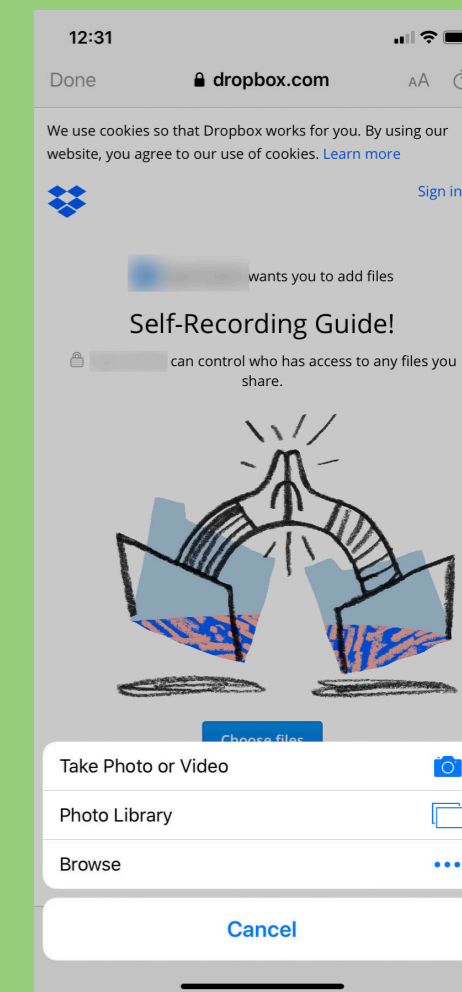 12:31
Done
dropbox.com
AA
We use cookies so that Dropbox works for you. By using our
website, you agree to our use of cookies. Learn more
Sign in
wants you to add files
Self-Recording Guide!
can control who has access to any files you
share.
Choose files
Take Photo or Video
Photo Library
Browse
Cancel